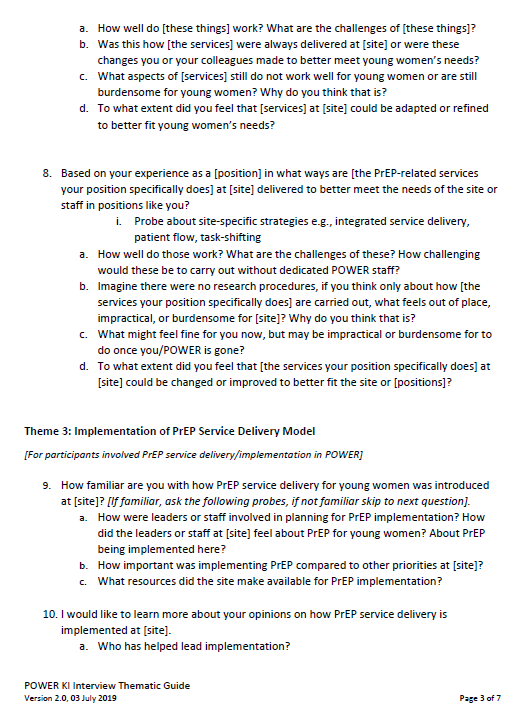 a. How well do [these things] work? What are the challenges of [these things]?
b. Was this how [the services] were always delivered at [site] or were these
changes you or your colleagues made to better meet young women's needs?
c. What aspects of [services] still do not work well for young women or are still
burdensome for young women? Why do you think that is?
d. To what extent did you feel that [services] at [site] could be adapted or refined
to better fit young women's needs?
8. Based on your experience as a [position] in what ways are [the PrEP-related services
your position specifically does] at [site] delivered to better meet the needs of the site or
staff in positions like you?
i. Probe about site-specific strategies e.g., integrated service delivery,
patient flow, task-shifting
a. How well do those work? What are the challenges of these? How challenging
would these be to carry out without dedicated POWER staff?
b. Imagine there were no research procedures, if you think only about how [the
services your position specifically does] are carried out, what feels out of place,
impractical, or burdensome for [site]? Why do you think that is?
c. What might feel fine for you now, but may be impractical or burdensome for to
do once you/POWER is gone?
d. To what extent did you feel that [the services your position specifically does] at
[site] could be changed or improved to better fit the site or [positions]?
Theme 3: Implementation of PrEP Service Delivery Model
[For participants involved PrEP service delivery/implementation in POWER]
9. How familiar are you with how PrEP service delivery for young women was introduced
at [site]? [If familiar, ask the following probes, if not familiar skip to next question].
a. How were leaders or staff involved in planning for PrEP implementation? How
did the leaders or staff at [site] feel about PrEP for young women? About PrEP
being implemented here?
b. How important was implementing PrEP compared to other priorities at [site]?
c. What resources did the site make available for PrEP implementation?
10. I would like to learn more about your opinions on how PrEP service delivery is
implemented at [site].
a. Who has helped lead implementation?
POWER KI Interview Thematic Guide
Version 2.0, 03 July 2019 Page 3 of 7